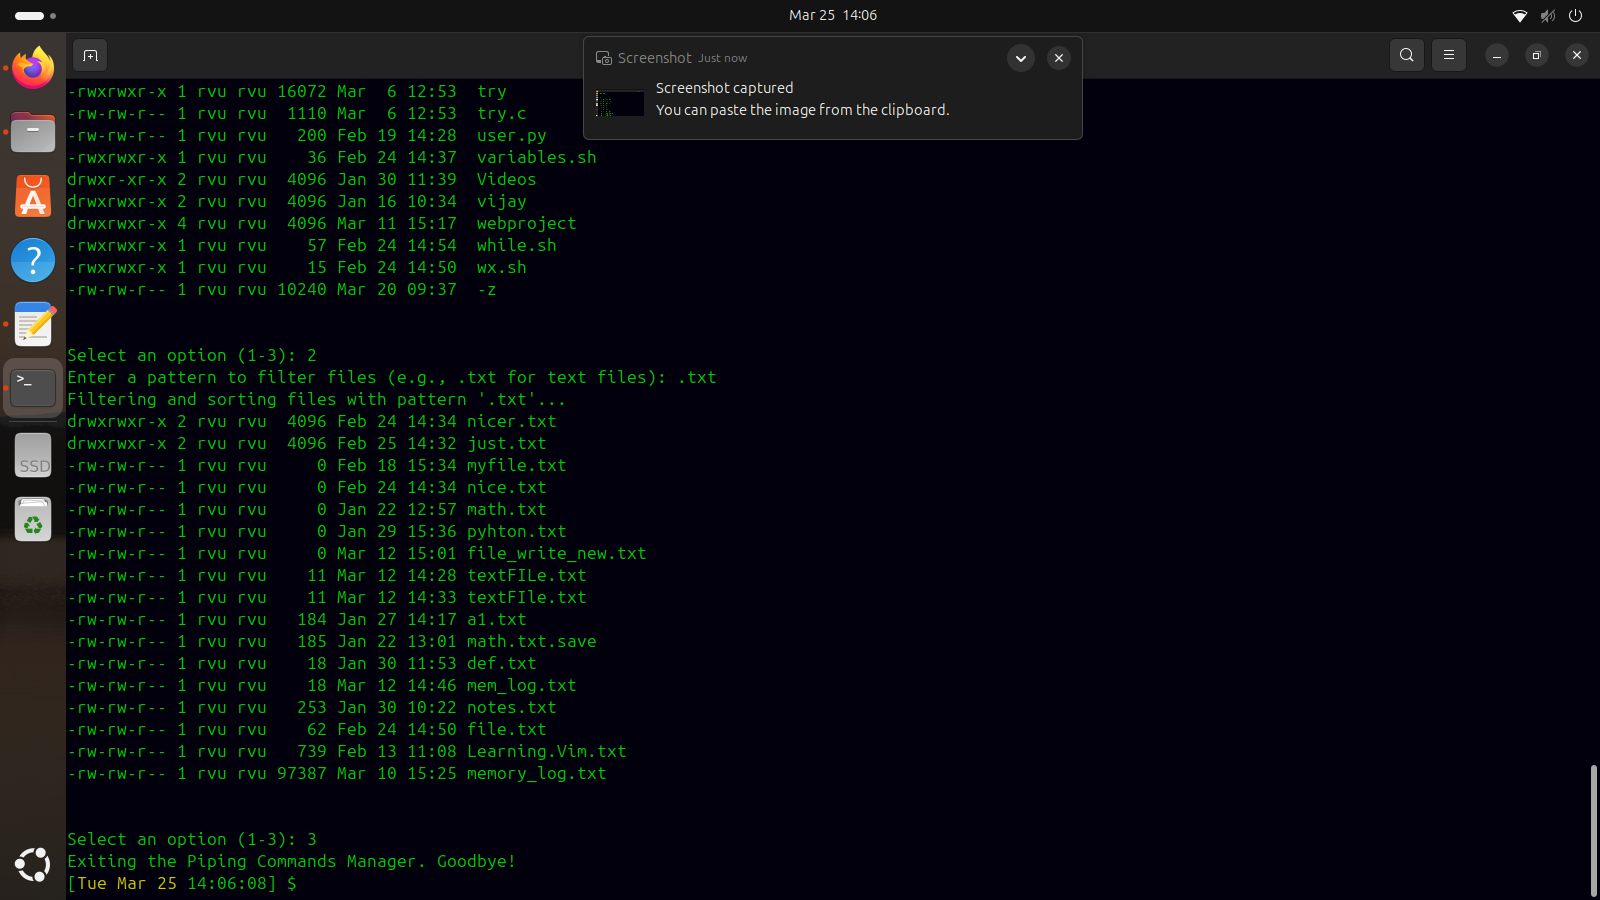 Mar 25 14:06
Screenshot Just now
Screenshot captured
You can paste the image from the clipboard.
-rwxrwxr-x 1 rvu rvu 16072 Mar  6 12:53  try
-rw-rw-r-- 1 rvu rvu  1110 Mar  6 12:53  try.c
-rw-rw-r-- 1 rvu rvu   200 Feb 19 14:28  user.py
-rwxrwxr-x 1 rvu rvu    36 Feb 24 14:37  variables.sh
drwxr-xr-x 2 rvu rvu  4096 Jan 30 11:39  Videos
drwxrwxr-x 2 rvu rvu  4096 Jan 16 10:34  vijay
drwxrwxr-x 4 rvu rvu  4096 Mar 11 15:17  webproject
-rwxrwxr-x 1 rvu rvu    57 Feb 24 14:54  while.sh
-rwxrwxr-x 1 rvu rvu    15 Feb 24 14:50  wx.sh
-rw-rw-r-- 1 rvu rvu 10240 Mar 20 09:37  -z
Select an option (1-3): 2
Enter a pattern to filter files (e.g., .txt for text files): .txt
Filtering and sorting files with pattern '.txt'...
drwxrwxr-x 2 rvu rvu  4096 Feb 24 14:34 nicer.txt
drwxrwxr-x 2 rvu rvu  4096 Feb 25 14:32 just.txt
-rw-rw-r-- 1 rvu rvu     0 Feb 18 15:34 myfile.txt
-rw-rw-r-- 1 rvu rvu     0 Feb 24 14:34 nice.txt
-rw-rw-r-- 1 rvu rvu     0 Jan 22 12:57 math.txt
-rw-rw-r-- 1 rvu rvu     0 Jan 29 15:36 pyhton.txt
-rw-rw-r-- 1 rvu rvu     0 Mar 12 15:01 file_write_new.txt
-rw-rw-r-- 1 rvu rvu    11 Mar 12 14:28 textFILe.txt
-rw-rw-r-- 1 rvu rvu    11 Mar 12 14:33 textFIle.txt
-rw-rw-r-- 1 rvu rvu   184 Jan 27 14:17 a1.txt
-rw-rw-r-- 1 rvu rvu   185 Jan 22 13:01 math.txt.save
-rw-rw-r-- 1 rvu rvu    18 Jan 30 11:53 def.txt
-rw-rw-r-- 1 rvu rvu    18 Mar 12 14:46 mem_log.txt
-rw-rw-r-- 1 rvu rvu   253 Jan 30 10:22 notes.txt
-rw-rw-r-- 1 rvu rvu    62 Feb 24 14:50 file.txt
-rw-rw-r-- 1 rvu rvu   739 Feb 13 11:08 Learning.Vim.txt
-rw-rw-r-- 1 rvu rvu 97387 Mar 10 15:25 memory_log.txt
Select an option (1-3): 3
Exiting the Piping Commands Manager. Goodbye!
[Tue Mar 25 14:06:08] $
SSD